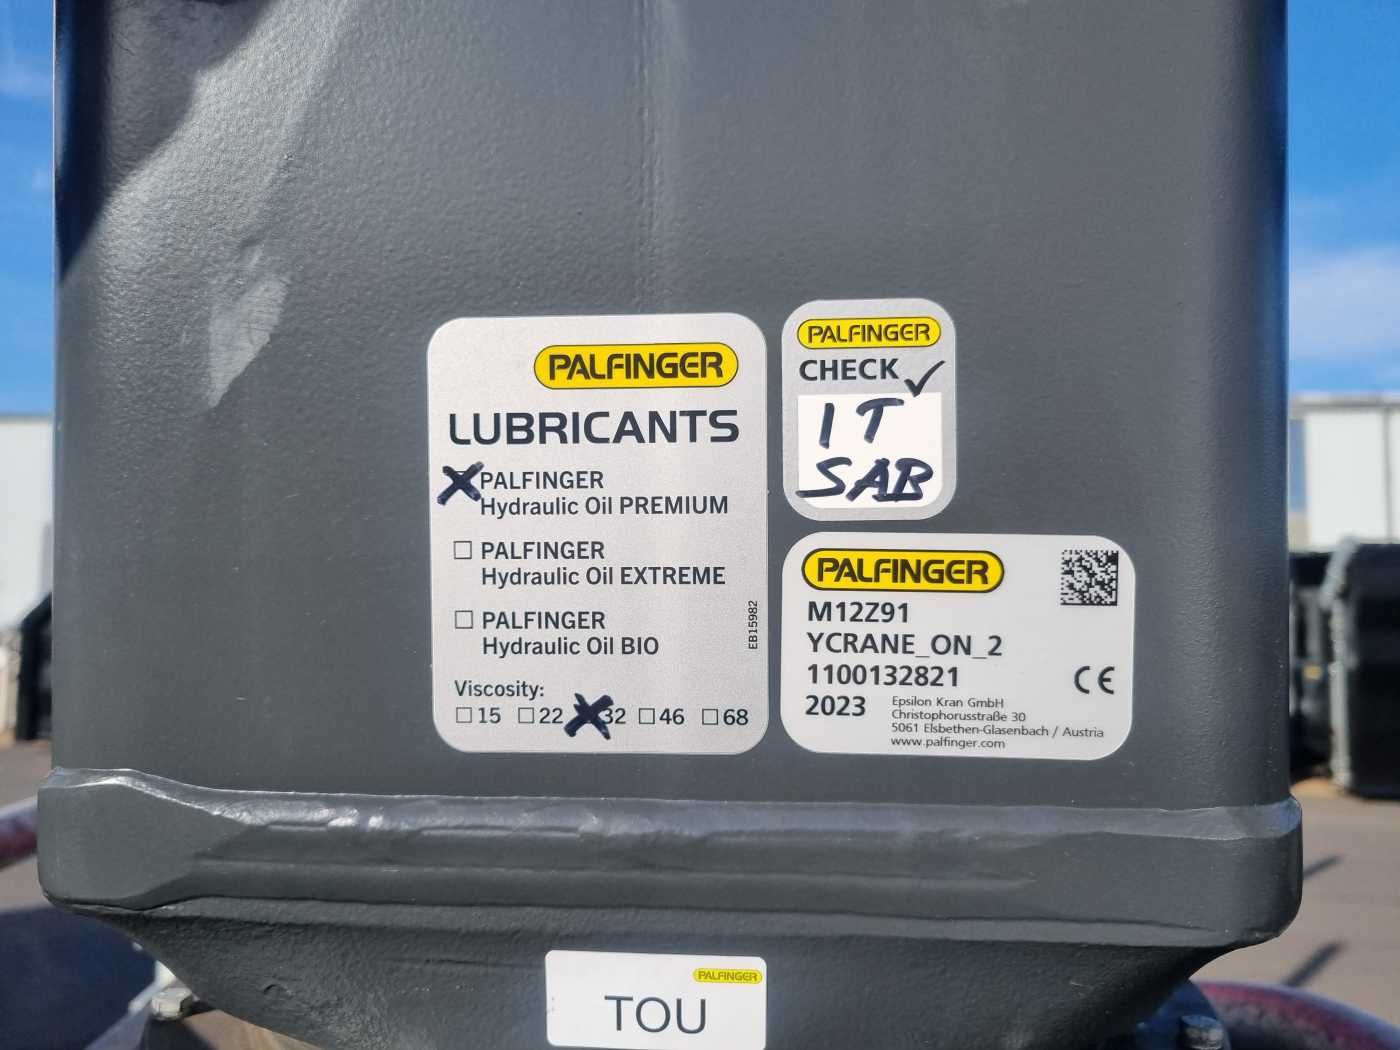 PALFINGER
LUBRICANTS
PALFINGER
Hydraulic Oil PREMIUM
PALFINGER
Hydraulic Oil EXTREME
PALFINGER
Hydraulic Oil BIO
EB15982
Viscosity:
15 22 32 46 68
PALFINGER
CHECK
IT
SAB
PALFINGER
M12Z91
YCRANE_ON_2
1100132821
2023
Epsilon Kran GmbH
Christophorusstraße 30
5061 Elsbethen-Glasenbach / Austria
www.palfinger.com
CE
PALFINGER
TOU